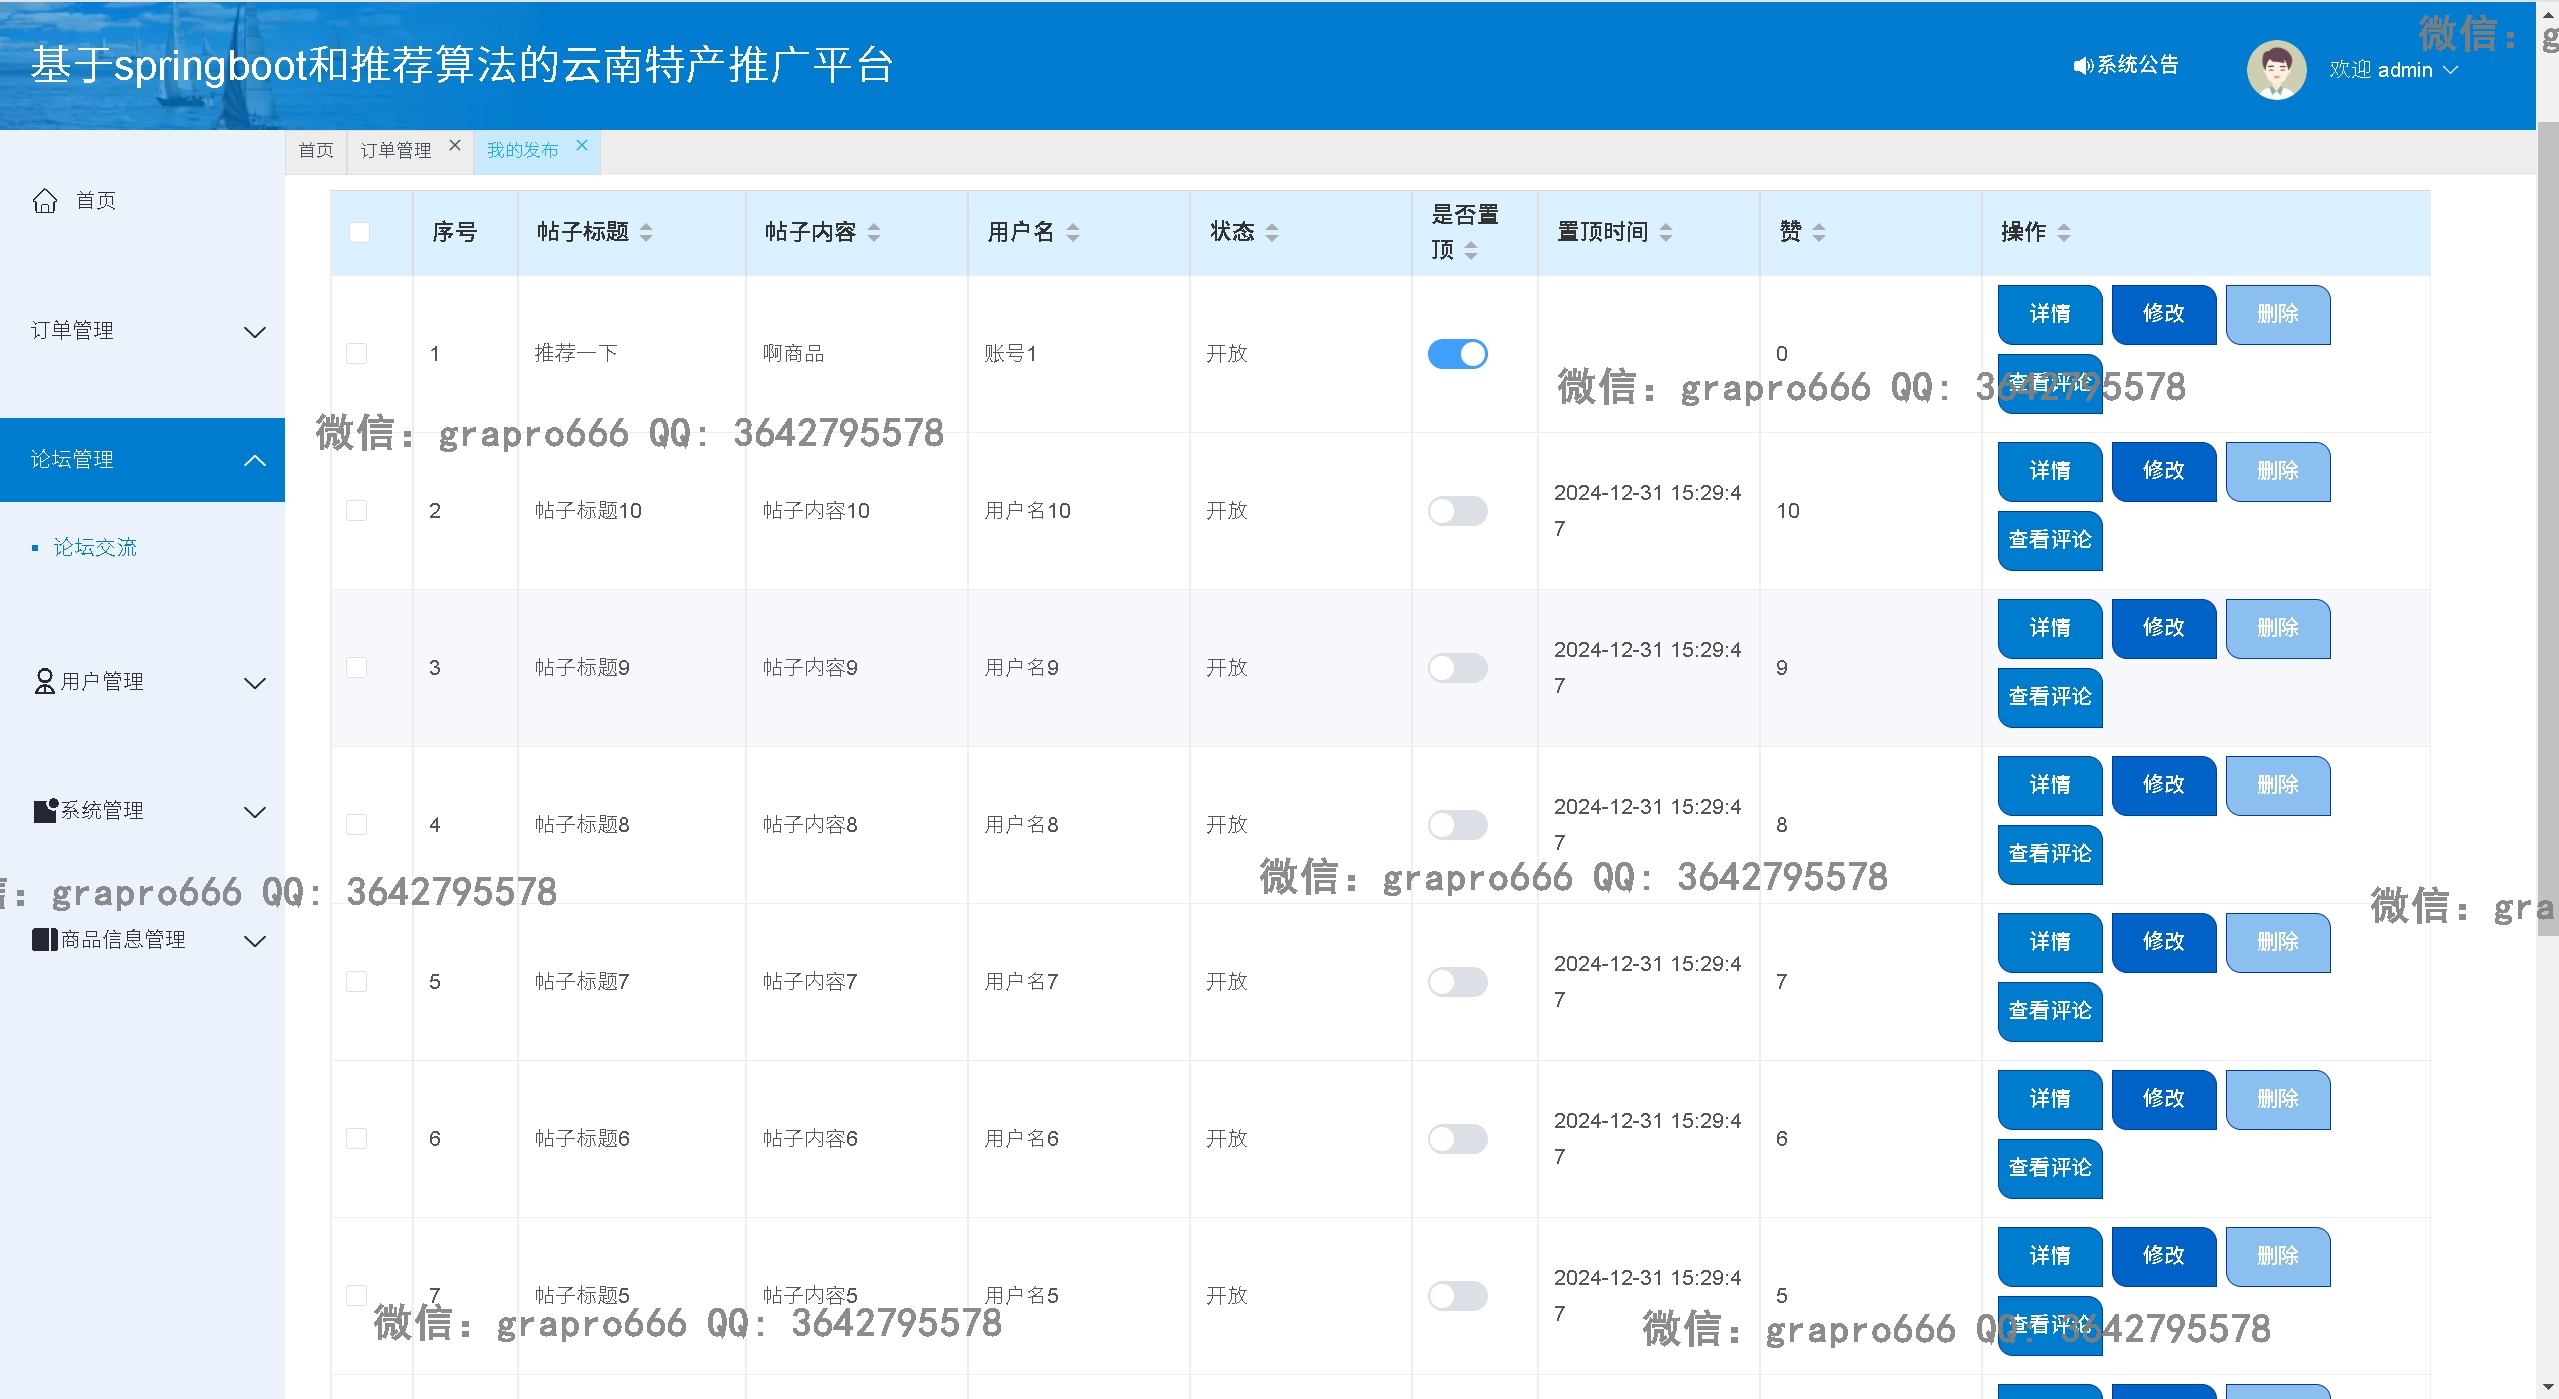 基于springboot和推荐算法的云南特产推广平台
系统公告
欢迎 admin
微信: g
首页
订单管理
我的发布
首页
订单管理
论坛管理
论坛交流
用户管理
系统管理
商品信息管理
序号 帖子标题 帖子内容 用户名 状态 是否置顶 置顶时间 赞 操作
1 推荐一下 啊商品 账号1 开放 0 详情 修改 删除
查看评论
微信: grapro666 QQ: 3642795578
微信: grapro666 QQ: 3642795578
2 帖子标题10 帖子内容10 用户名10 开放 2024-12-31 15:29:47 10 详情 修改 删除
查看评论
3 帖子标题9 帖子内容9 用户名9 开放 2024-12-31 15:29:47 9 详情 修改 删除
查看评论
4 帖子标题8 帖子内容8 用户名8 开放 2024-12-31 15:29:47 8 详情 修改 删除
查看评论
: grapro666 QQ: 3642795578
微信: grapro666 QQ: 3642795578
微信: gra
5 帖子标题7 帖子内容7 用户名7 开放 2024-12-31 15:29:47 7 详情 修改 删除
查看评论
6 帖子标题6 帖子内容6 用户名6 开放 2024-12-31 15:29:47 6 详情 修改 删除
查看评论
7 帖子标题5 帖子内容5 用户名5 开放 2024-12-31 15:29:47 5 详情 修改 删除
查看评论
微信: grapro666 QQ: 3642795578
微信: grapro666 QQ: 3642795578